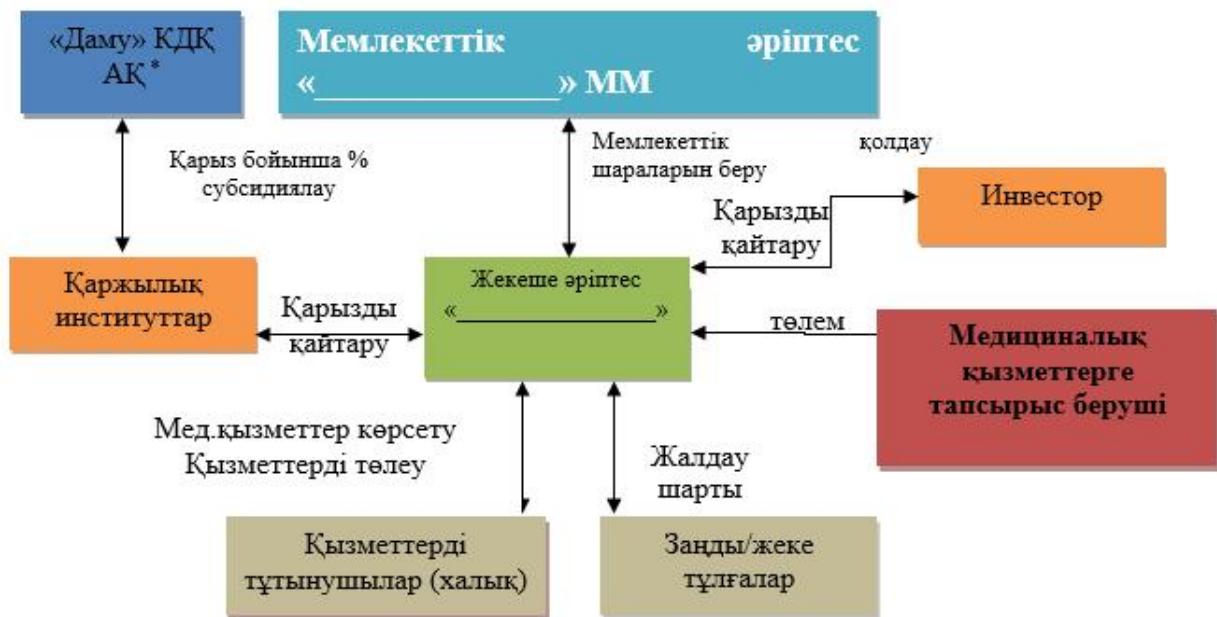 «Даму» КДҚ
АҚ *
Мемлекеттік әріптес
«________________» ММ
Қарыз бойынша %
субсидиялау
Мемлекеттік қолдау
шараларын беру
Инвестор
Қарызды
қайтару
Қаржылық
институттар
Қарызды
қайтару
Жекеше әріптес
«________________»
төлем
Медициналық
қызметтерге
тапсырыс беруші
Мед.қызметтер көрсету
Қызметтерді төлеу
Жалдау
шарты
Қызметтерді
тұтынушылар (халық)
Заңды/жеке
тұлғалар